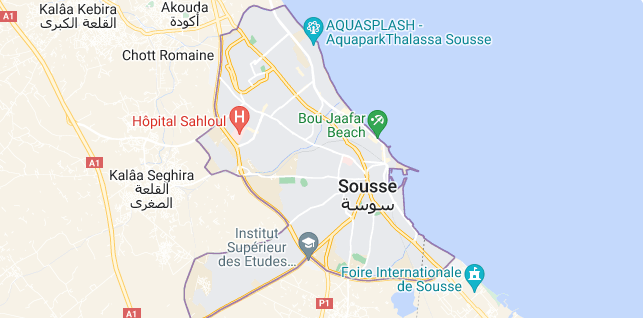 Kalâa Kebira
القلعة الكبرى
A1
Akouda
أكودة
AQUASPLASH -
AquaparkThalassa Sousse
Chott Romaine
Hôpital Sahloul
H
Bou Jaafar
Beach
A1
Kalâa Seghira
القلعة
الصغرى
Sousse
سوسة
Institut
Supérieur
des Etudes...
Foire Internationale
de Sousse
A1
P1